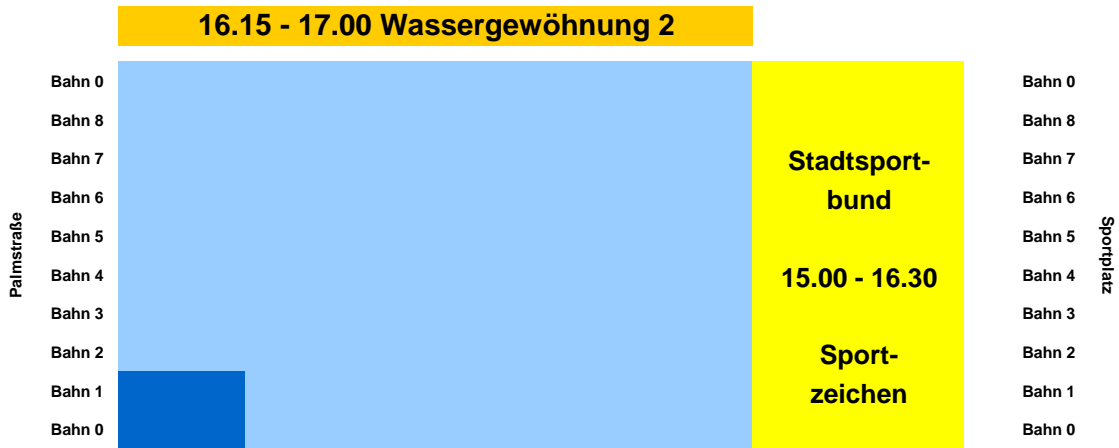 16.15 - 17.00 Wassergewöhnung 2
Bahn 0 Bahn 0
Bahn 8 Bahn 8
Bahn 7 Stadtsport- Bahn 7
Bahn 6 bund Bahn 6
Palmstraße
Bahn 5 Bahn 5
Sportplatz
Bahn 4 15.00 - 16.30 Bahn 4
Bahn 3 Bahn 3
Bahn 2 Sport- Bahn 2
Bahn 1 zeichen Bahn 1
Bahn 0 Bahn 0